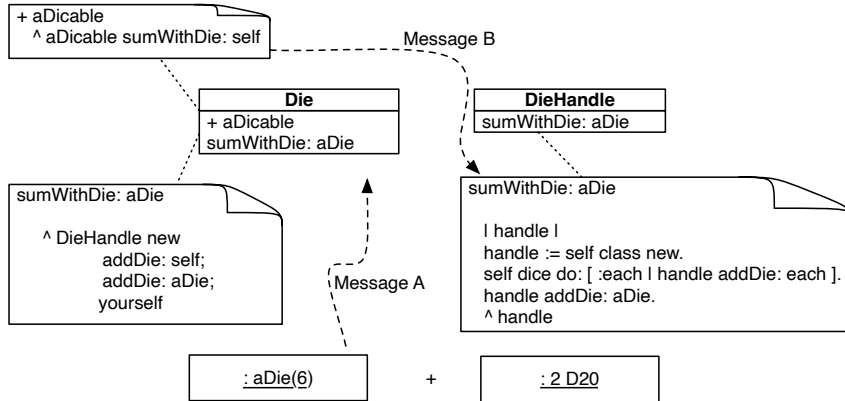 + aDicable
^ aDicable sumWithDie: self
Message B
Die
+ aDicable
sumWithDie: aDie
DieHandle
sumWithDie: aDie
sumWithDie: aDie
^ DieHandle new
addDie: self;
addDie: aDie;
yourself
Message A
sumWithDie: aDie
| handle |
handle := self class new.
self dice do: [ :each | handle addDie: each ].
handle addDie: aDie.
^ handle
: aDie(6)
+
: 2 D20